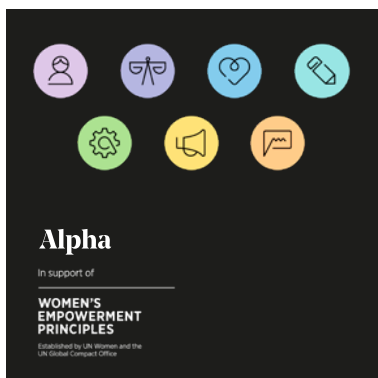 Alpha
In support of
WOMEN'S
EMPOWERMENT
PRINCIPLES
Established by UN Women and the
UN Global Compact Office